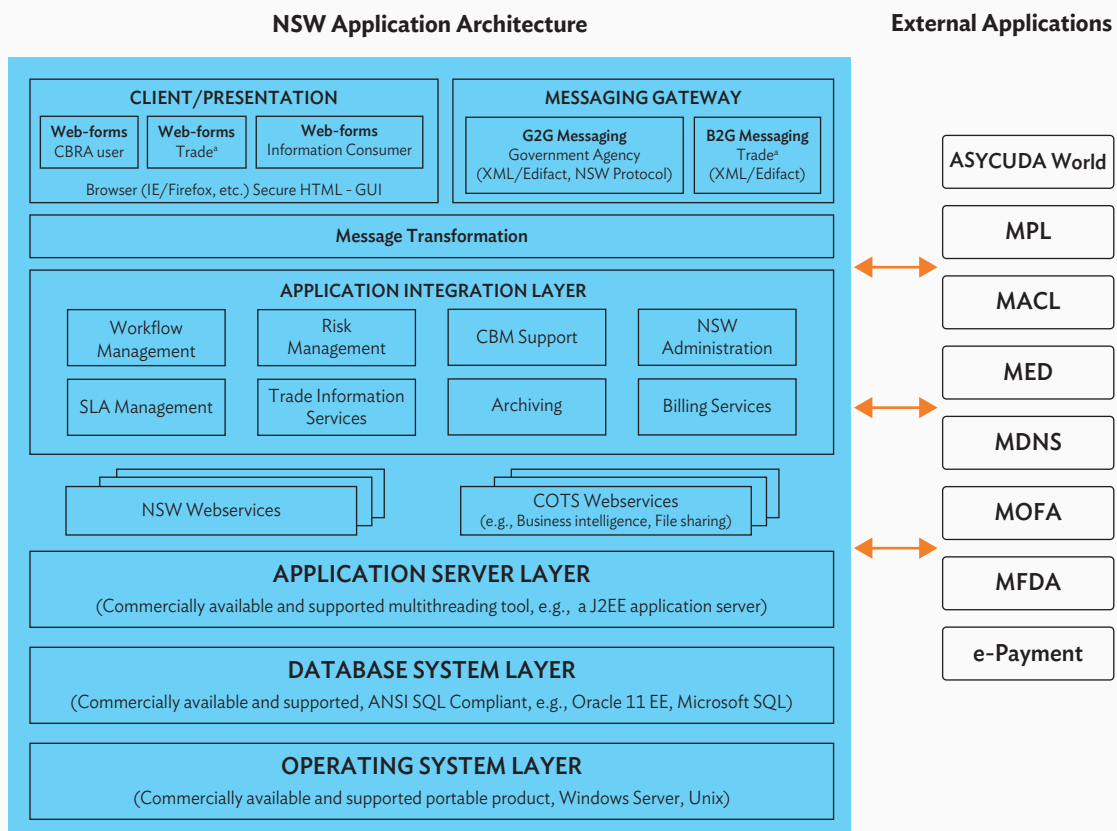 NSW Application Architecture
External Applications
CLIENT/PRESENTATION
Web-forms
CBRA user
Web-forms
Tradeª
Web-forms
Information Consumer
Browser (IE/Firefox, etc.) Secure HTML - GUI
MESSAGING GATEWAY
G2G Messaging
Government Agency
(XML/Edifact, NSW Protocol)
B2G Messaging
Tradeª
(XML/Edifact)
Message Transformation
APPLICATION INTEGRATION LAYER
Workflow
Management
Risk
Management
CBM Support
NSW
Administration
SLA Management
Trade Information
Services
Archiving
Billing Services
NSW Webservices
COTS Webservices
(e.g., Business intelligence, File sharing)
APPLICATION SERVER LAYER
(Commercially available and supported multithreading tool, e.g., a J2EE application server)
DATABASE SYSTEM LAYER
(Commercially available and supported, ANSI SQL Compliant, e.g., Oracle 11 EE, Microsoft SQL)
OPERATING SYSTEM LAYER
(Commercially available and supported portable product, Windows Server, Unix)
ASYCUDA World
MPL
MACL
MED
MDNS
MOFA
MFDA
e-Payment